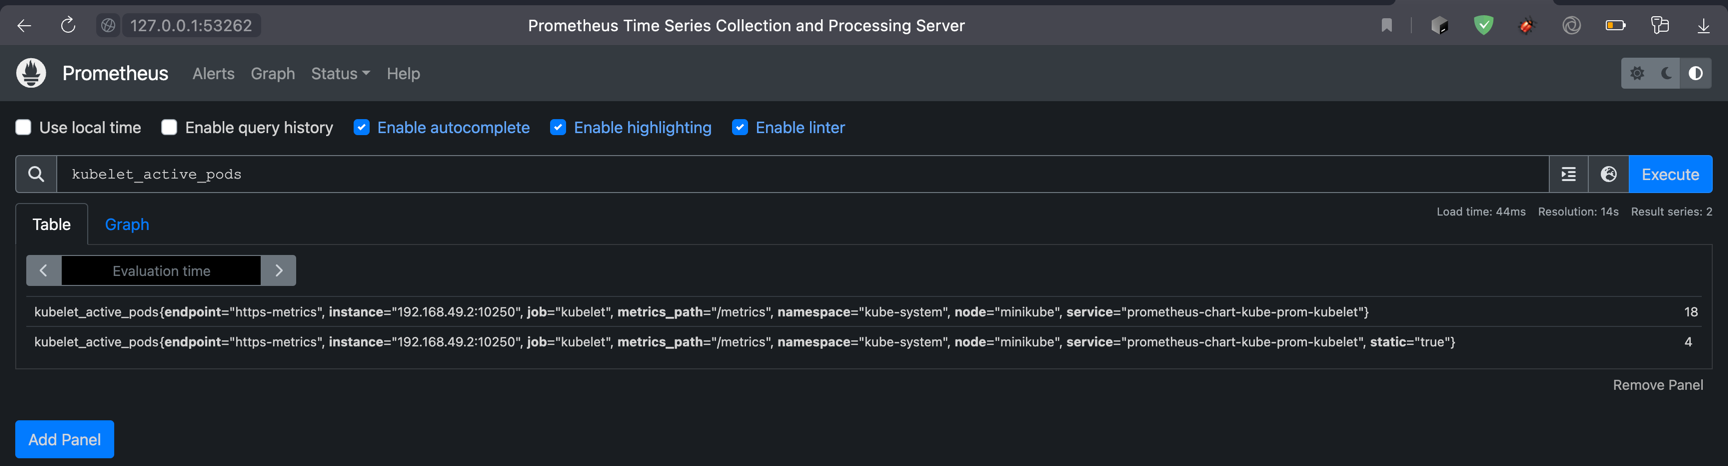 127.0.0.1:53262 Prometheus Time Series Collection and Processing Server
Prometheus Alerts Graph Status Help
Use local time Enable query history Enable autocomplete Enable highlighting Enable linter
kubelet_active_pods Execute
Load time: 44ms Resolution: 14s Result series: 2
Table Graph
Evaluation time
kubelet_active_pods{endpoint="https-metrics", instance="192.168.49.2:10250", job="kubelet", metrics_path="/metrics", namespace="kube-system", node="minikube", service="prometheus-chart-kube-prom-kubelet"} 18
kubelet_active_pods{endpoint="https-metrics", instance="192.168.49.2:10250", job="kubelet", metrics_path="/metrics", namespace="kube-system", node="minikube", service="prometheus-chart-kube-prom-kubelet", static="true"} 4
Remove Panel
Add Panel